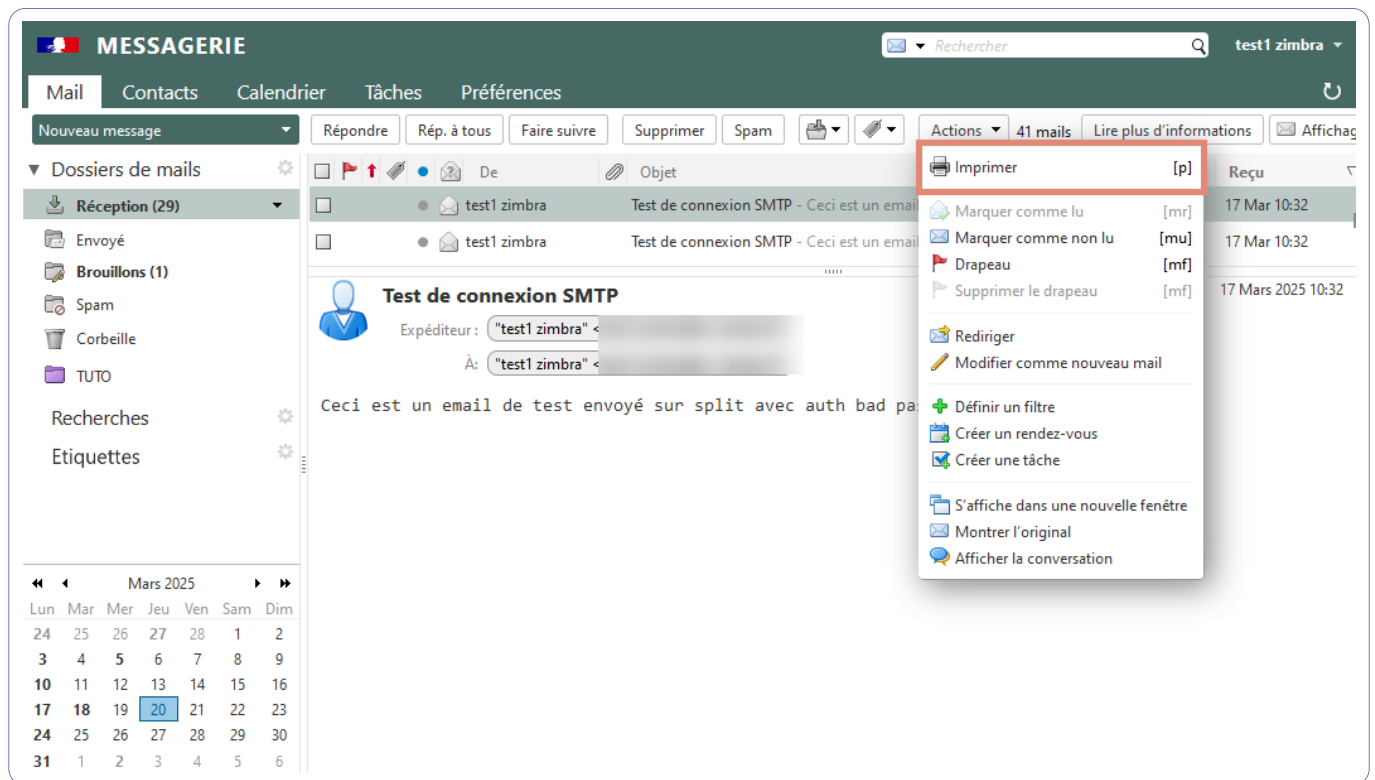 MESSAGERIE
Rechercher
test1 zimbra
Mail Contacts Calendrier Tâches Préférences
Nouveau message
Répondre Rép. à tous Faire suivre Supprimer Spam Actions 41 mails Lire plus d'informations
Dossiers de mails
De Objet Reçu
Imprimer [p]
Réception (29)
test1 zimbra Test de connexion SMTP - Ceci est un email 17 Mar 10:32
Marquer comme lu [mr]
Envoyé
test1 zimbra Test de connexion SMTP - Ceci est un email 17 Mar 10:32
Marquer comme non lu [mu]
Brouillons (1)
Drapeau [mf]
Supprimer le drapeau [mf]
Spam
Corbeille
TUTO
Recherches
Etiquettes
Test de connexion SMTP
17 Mars 2025 10:32
Expéditeur : "test1 zimbra" <
À: "test1 zimbra" <
Ceci est un email de test envoyé sur split avec auth bad
Rediriger
Modifier comme nouveau mail
Définir un filtre
Créer un rendez-vous
Créer une tâche
S'affiche dans une nouvelle fenêtre
Montrer l'original
Afficher la conversation
Mars 2025
Lun Mar Mer Jeu Ven Sam Dim
24 25 26 27 28 1 2
3 4 5 6 7 8 9
10 11 12 13 14 15 16
17 18 19 20 21 22 23
24 25 26 27 28 29 30
31 1 2 3 4 5 6